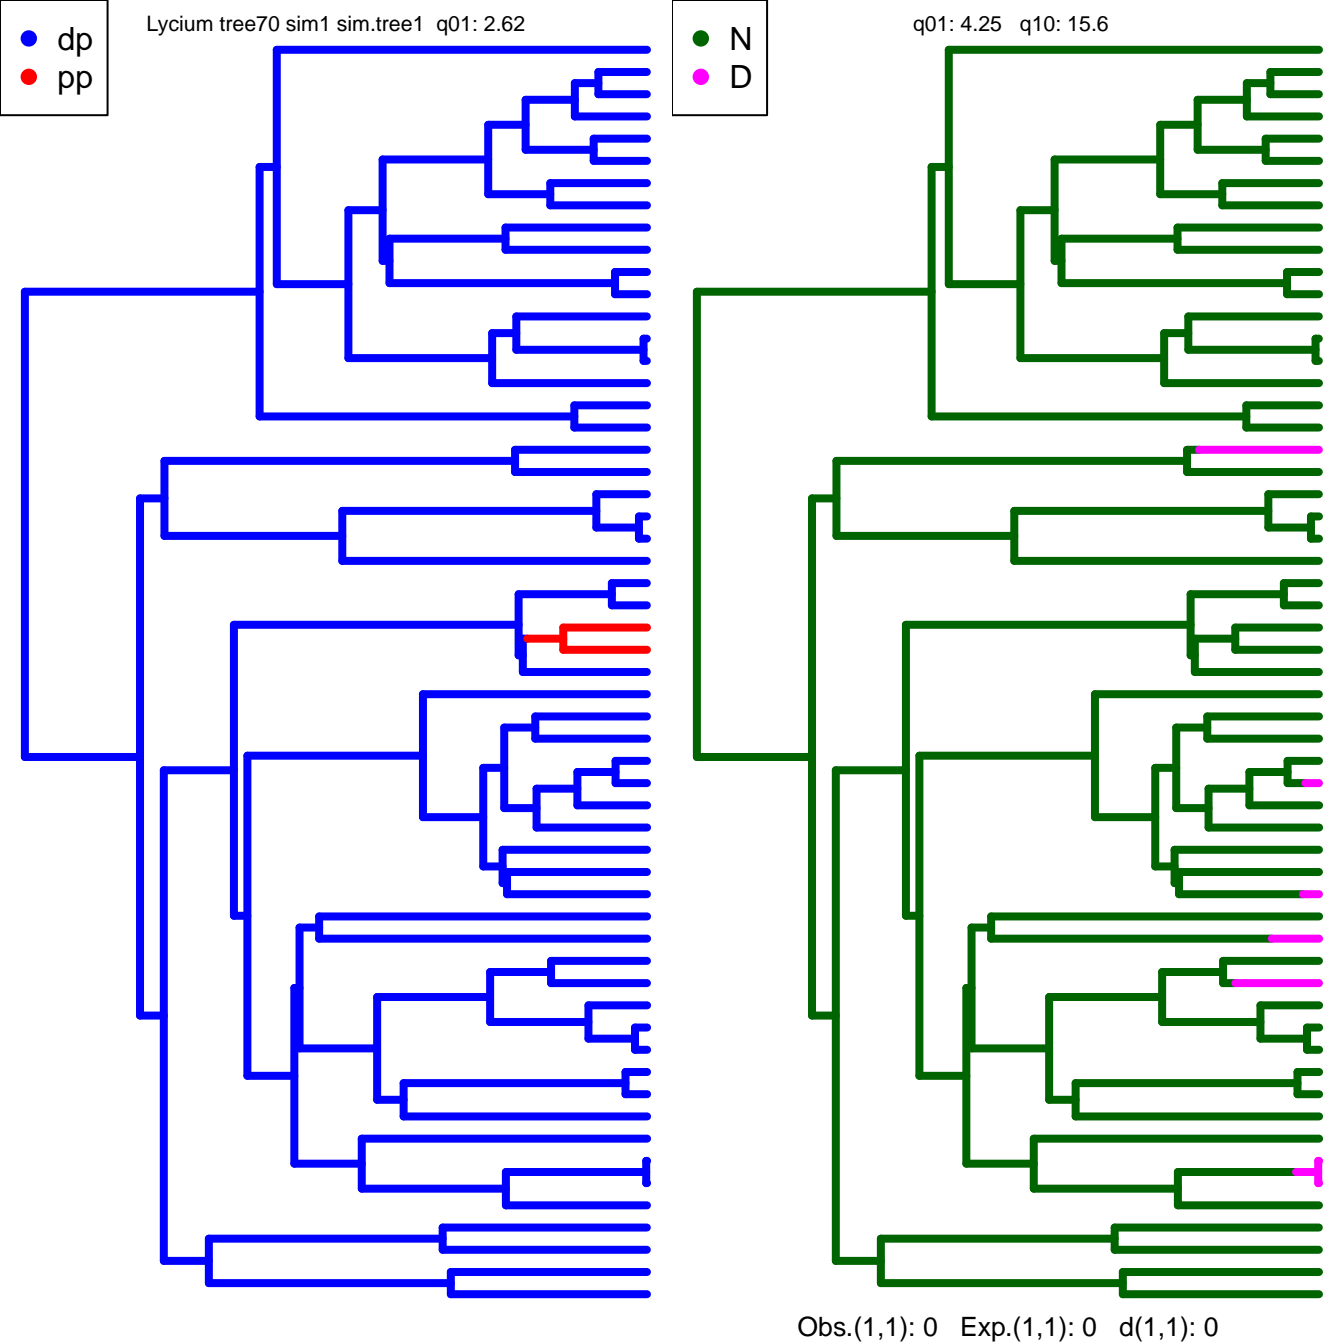 dp
pp
Lycium tree70 sim1 sim.tree1 q01: 2.62
N
D
q01: 4.25 q10: 15.6
Obs.(1,1): 0 Exp.(1,1): 0 d(1,1): 0